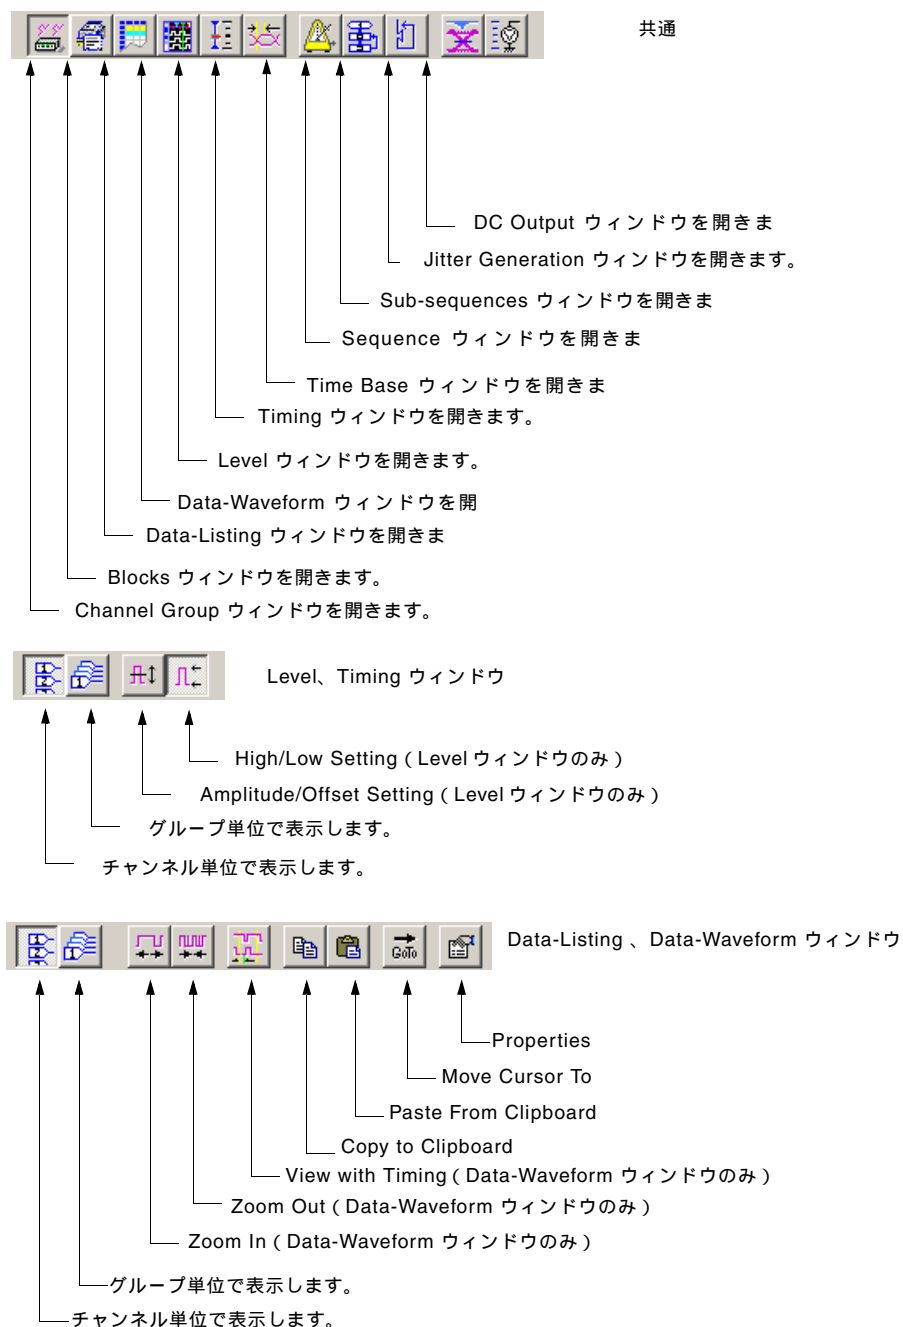 共通
DC Output ウィンドウを開きま
Jitter Generation ウィンドウを開きます。
Sub-sequences ウィンドウを開きま
Sequence ウィンドウを開きま
Time Base ウィンドウを開きま
Timing ウィンドウを開きます。
Level ウィンドウを開きます。
Data-Waveform ウィンドウを開
Data-Listing ウィンドウを開きま
Blocks ウィンドウを開きます。
Channel Group ウィンドウを開きます。
1
2
1
Level、Timing ウィンドウ
High/Low Setting（Level ウィンドウのみ）
Amplitude/Offset Setting（Level ウィンドウのみ）
グループ単位で表示します。
チャンネル単位で表示します。
1
2
1
GoTo
Data-Listing 、Data-Waveform ウィンドウ
Properties
Move Cursor To
Paste From Clipboard
Copy to Clipboard
View with Timing（Data-Waveform ウィンドウのみ）
Zoom Out（Data-Waveform ウィンドウのみ）
Zoom In（Data-Waveform ウィンドウのみ）
グループ単位で表示します。
チャンネル単位で表示します。